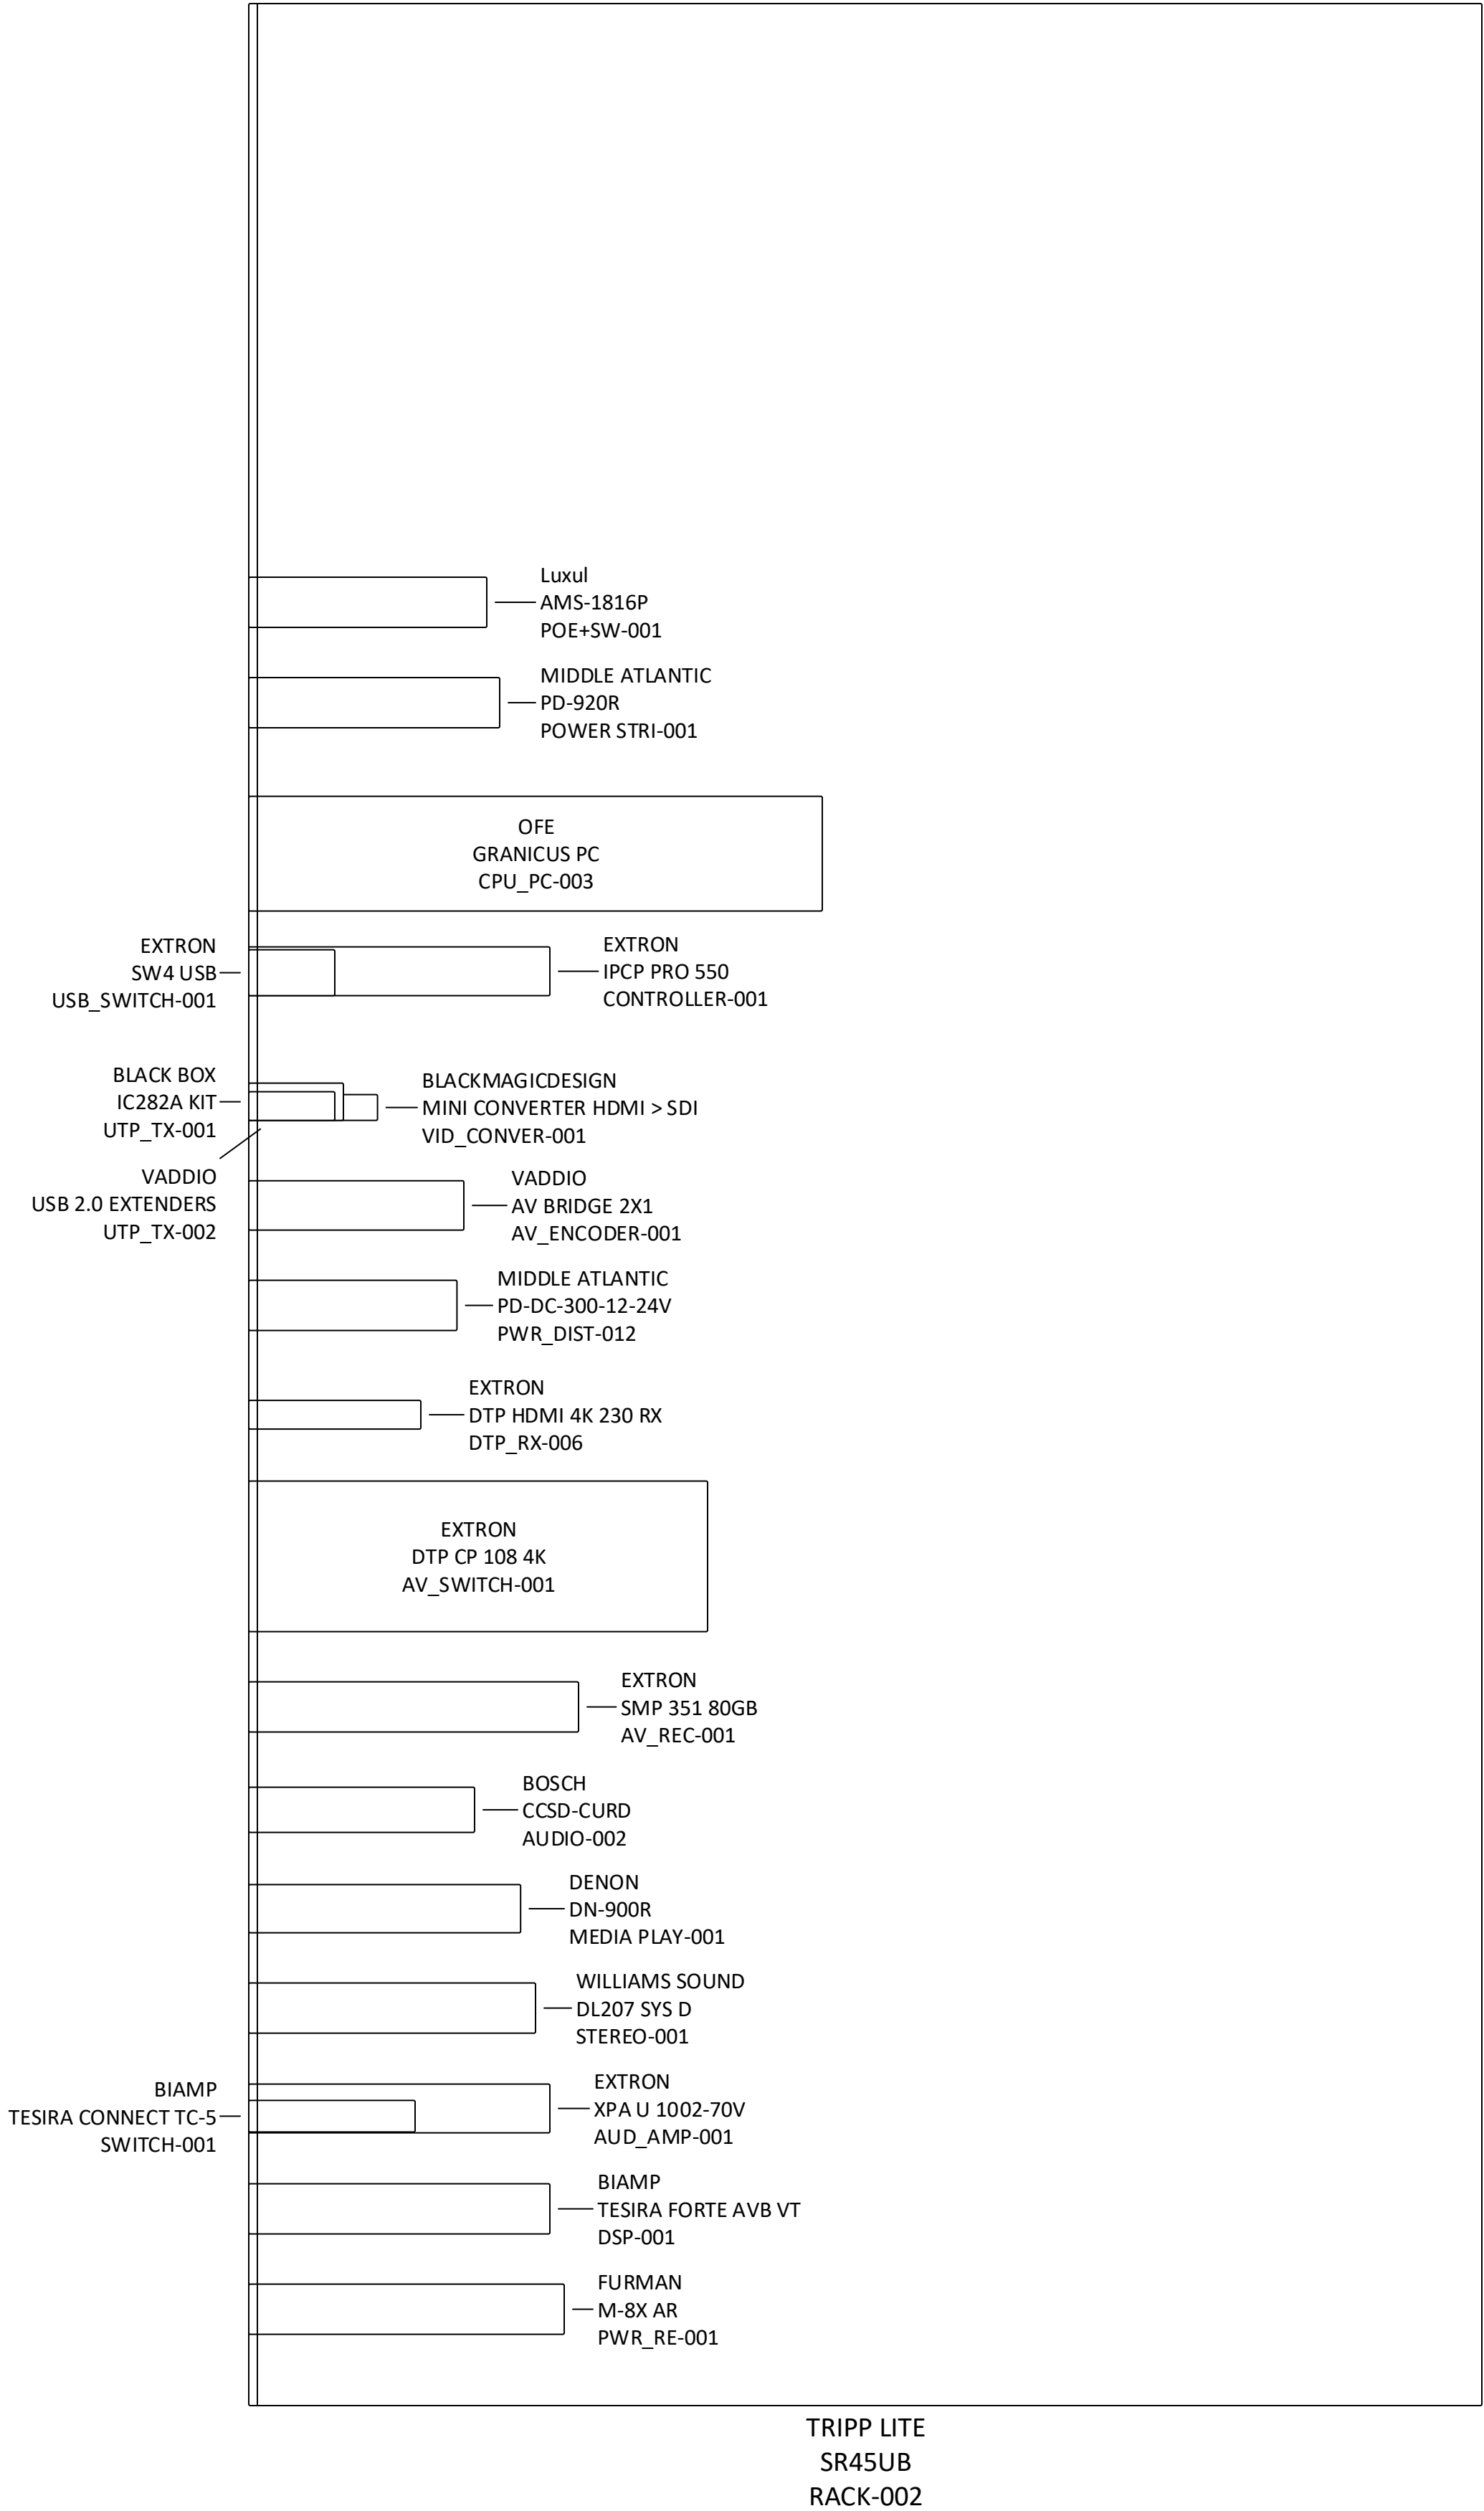 Luxul
AMS-1816P
POE+SW-001
MIDDLE ATLANTIC
PD-920R
POWER STRI-001
OFE
GRANICUS PC
CPU_PC-003
EXTRON
SW4 USB
USB_SWITCH-001
EXTRON
IPCP PRO 550
CONTROLLER-001
BLACK BOX
IC282A KIT
UTP_TX-001
BLACKMAGICDESIGN
MINI CONVERTER HDMI > SDI
VID_CONVER-001
VADDIO
USB 2.0 EXTENDERS
UTP_TX-002
VADDIO
AV BRIDGE 2X1
AV_ENCODER-001
MIDDLE ATLANTIC
PD-DC-300-12-24V
PWR_DIST-012
EXTRON
DTP HDMI 4K 230 RX
DTP_RX-006
EXTRON
DTP CP 108 4K
AV_SWITCH-001
EXTRON
SMP 351 80GB
AV_REC-001
BOSCH
CCSD-CURD
AUDIO-002
DENON
DN-900R
MEDIA PLAY-001
WILLIAMS SOUND
DL207 SYS D
STEREO-001
BIAMP
TESIRA CONNECT TC-5
SWITCH-001
EXTRON
XPA U 1002-70V
AUD_AMP-001
BIAMP
TESIRA FORTE AVB VT
DSP-001
FURMAN
M-8X AR
PWR_RE-001
TRIPP LITE
SR45UB
RACK-002